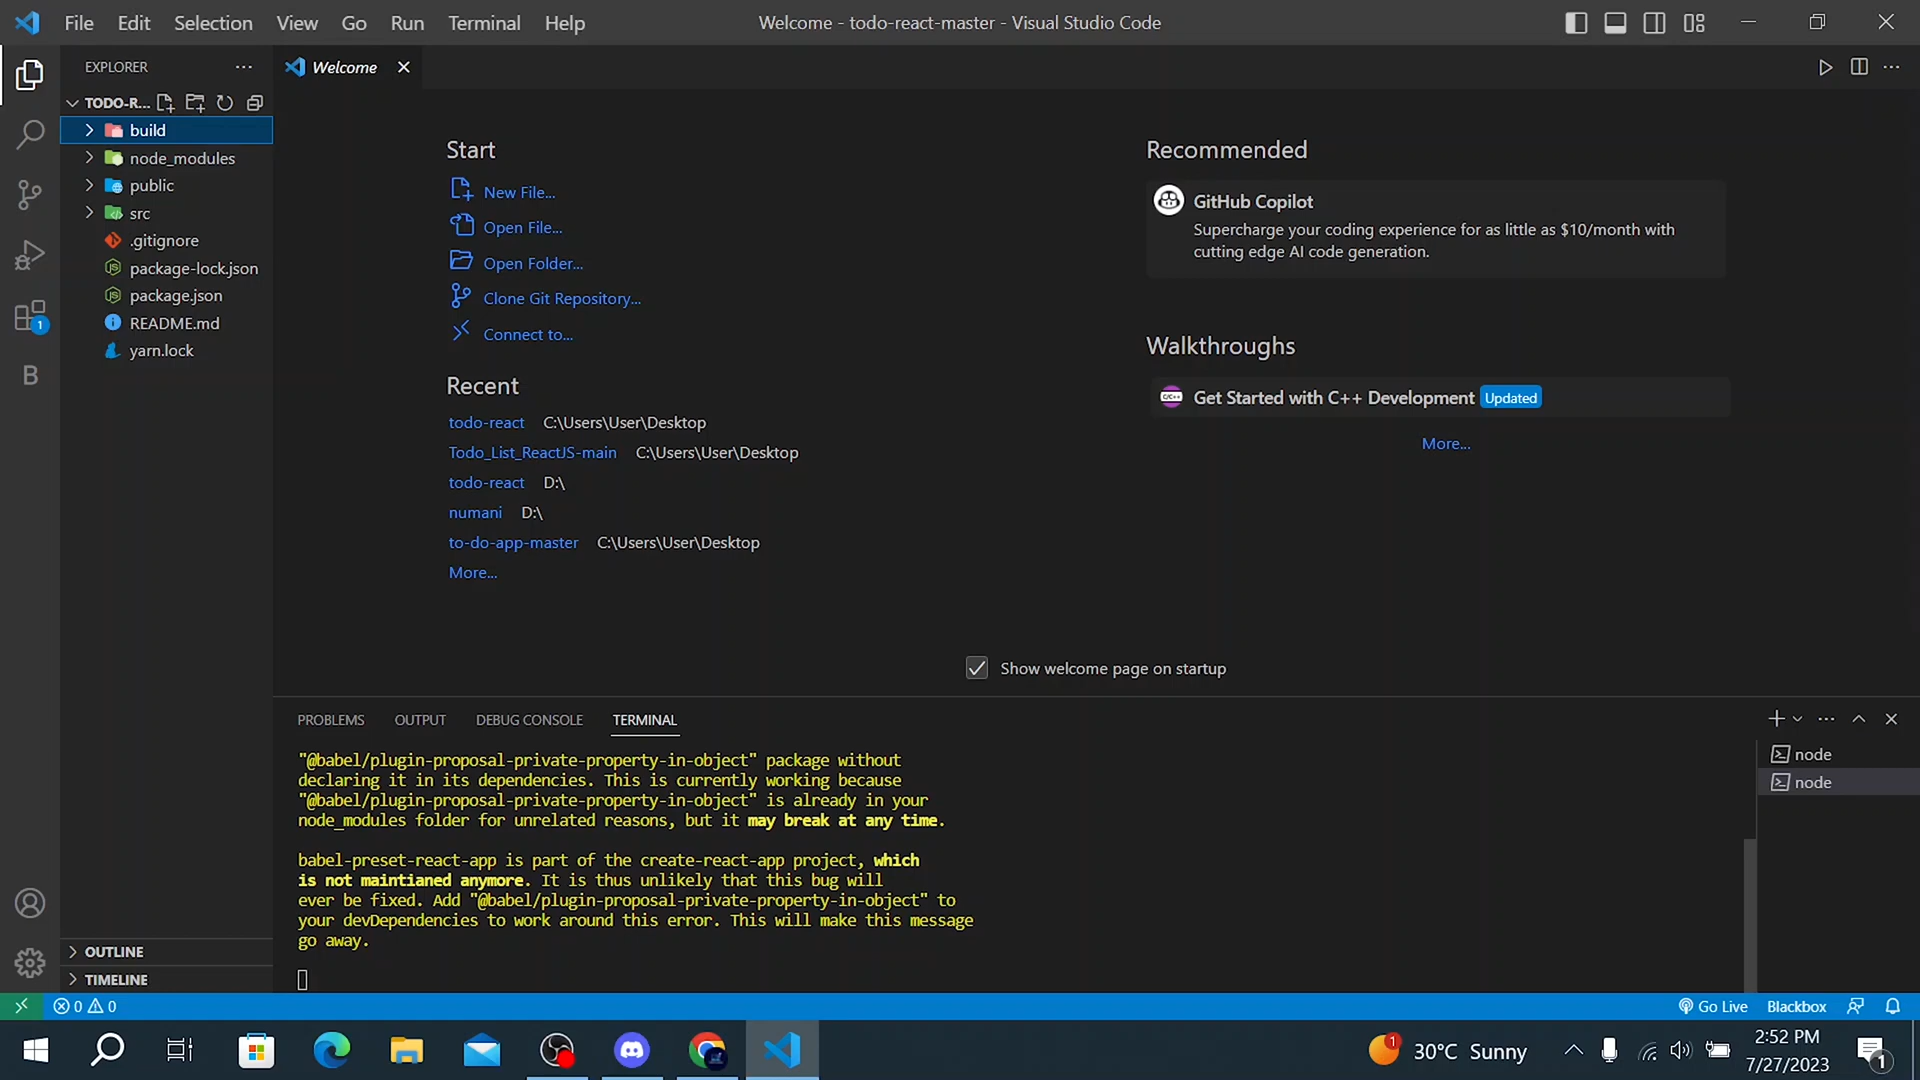 File Edit Selection View Go Run Terminal Help
Welcome - todo-react-master - Visual Studio Code
EXPLORER
Welcome
TODO-R...
build
node_modules
public
src
.gitignore
package-lock.json
package.json
README.md
yarn.lock
1
B
OUTLINE
TIMELINE
Start
New File...
Open File...
Open Folder...
Clone Git Repository...
Connect to...
Recent
todo-react C:\Users\User\Desktop
Todo_List_ReactJS-main C:\Users\User\Desktop
todo-react D:\
numani D:\
to-do-app-master C:\Users\User\Desktop
More...
Recommended
GitHub Copilot
Supercharge your coding experience for as little as $10/month with
cutting edge AI code generation.
Walkthroughs
C/C++
Get Started with C++ Development Updated
More...
Show welcome page on startup
PROBLEMS OUTPUT DEBUG CONSOLE TERMINAL
"@babel/plugin-proposal-private-property-in-object" package without
declaring it in its dependencies. This is currently working because
"@babel/plugin-proposal-private-property-in-object" is already in your
node_modules folder for unrelated reasons, but it may break at any time.
babel-preset-react-app is part of the create-react-app project, which
is not maintianed anymore. It is thus unlikely that this bug will
ever be fixed. Add "@babel/plugin-proposal-private-property-in-object" to
your devDependencies to work around this error. This will make this message
go away.
node
node
0 0
Go Live Blackbox
1
30°C Sunny
2:52 PM
7/27/2023
1